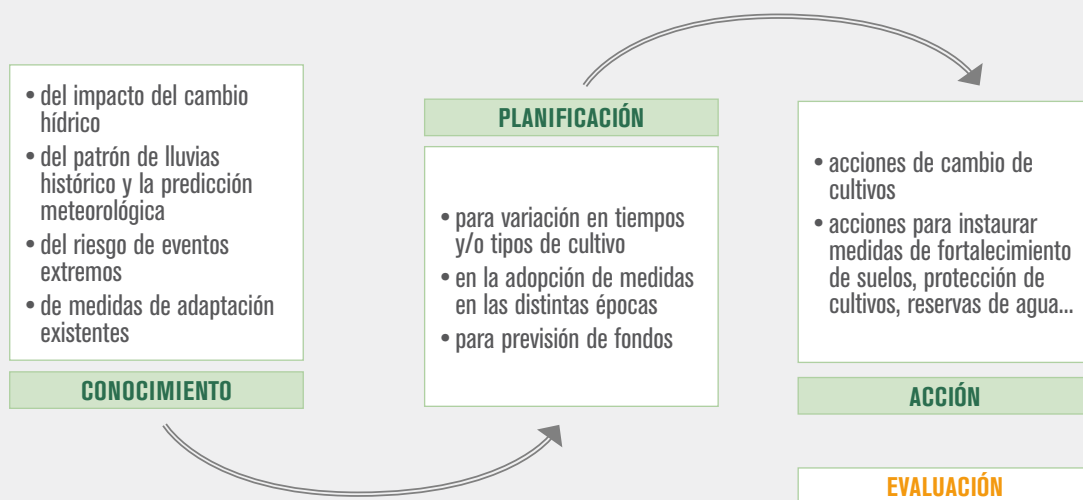 • del impacto del cambio
hídrico
• del patrón de lluvias
histórico y la predicción
meteorológica
• del riesgo de eventos
extremos
• de medidas de adaptación
existentes
CONOCIMIENTO
PLANIFICACIÓN
• para variación en tiempos
y/o tipos de cultivo
• en la adopción de medidas
en las distintas épocas
• para previsión de fondos
• acciones de cambio de
cultivos
• acciones para instaurar
medidas de fortalecimiento
de suelos, protección de
cultivos, reservas de agua...
ACCIÓN
EVALUACIÓN